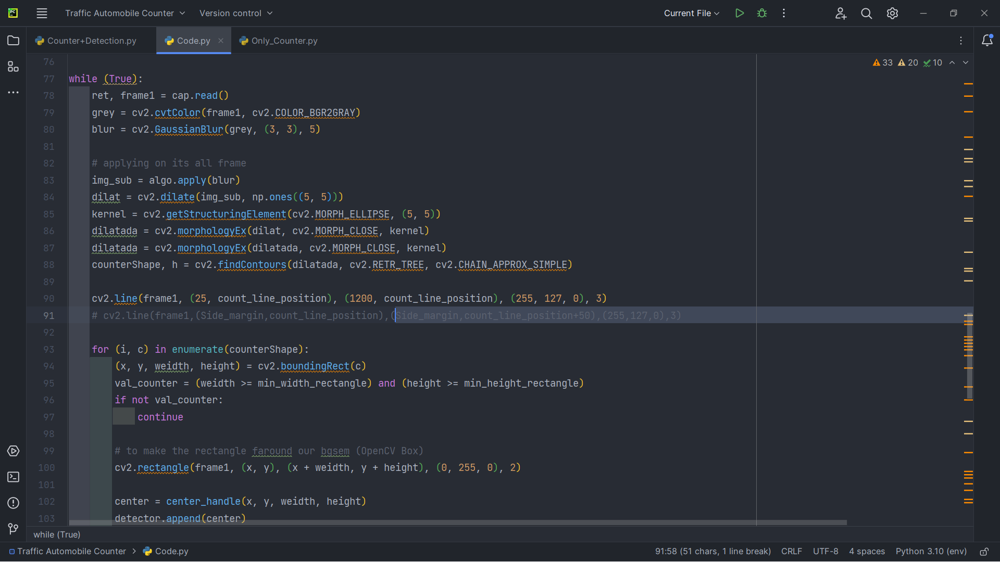 PC
Traffic Automobile Counter
Version control
Current File
Counter+Detection.py
Code.py
Only_Counter.py
33 20 10
76
77 while (True):
78 ret, frame1 = cap.read()
79 grey = cv2.cvtColor(frame1, cv2.COLOR_BGR2GRAY)
80 blur = cv2.GaussianBlur(grey, (3, 3), 5)
81
82 # applying on its all frame
83 img_sub = algo.apply(blur)
84 dilat = cv2.dilate(img_sub, np.ones((5, 5)))
85 kernel = cv2.getStructuringElement(cv2.MORPH_ELLIPSE, (5, 5))
86 dilatada = cv2.morphologyEx(dilat, cv2.MORPH_CLOSE, kernel)
87 dilatada = cv2.morphologyEx(dilatada, cv2.MORPH_CLOSE, kernel)
88 counterShape, h = cv2.findContours(dilatada, cv2.RETR_TREE, cv2.CHAIN_APPROX_SIMPLE)
89
90 cv2.line(frame1, (25, count_line_position), (1200, count_line_position), (255, 127, 0), 3)
91 # cv2.line(frame1,(Side_margin,count_line_position),(Side_margin,count_line_position+50),(255,127,0),3)
92
93 for (i, c) in enumerate(counterShape):
94 (x, y, weidth, height) = cv2.boundingRect(c)
95 val_counter = (weidth >= min_width_rectangle) and (height >= min_height_rectangle)
96 if not val_counter:
97 continue
98
99 # to make the rectangle faround our bgsem (OpenCV Box)
100 cv2.rectangle(frame1, (x, y), (x + weidth, y + height), (0, 255, 0), 2)
101
102 center = center_handle(x, y, weidth, height)
103 detector.append(center)
while (True)
Traffic Automobile Counter > Code.py
91:58 (51 chars, 1 line break) CRLF UTF-8 4 spaces Python 3.10 (env)